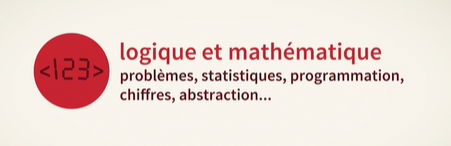 <123>
logique et mathématique
problèmes, statistiques, programmation,
chiffres, abstraction...